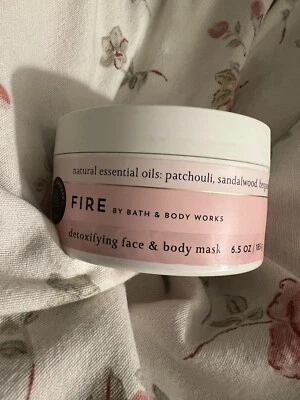 natural essential oils: patchouli, sandalwood
FIRE BY BATH & BODY WORKS
detoxifying face & body mask 6.5 OZ /